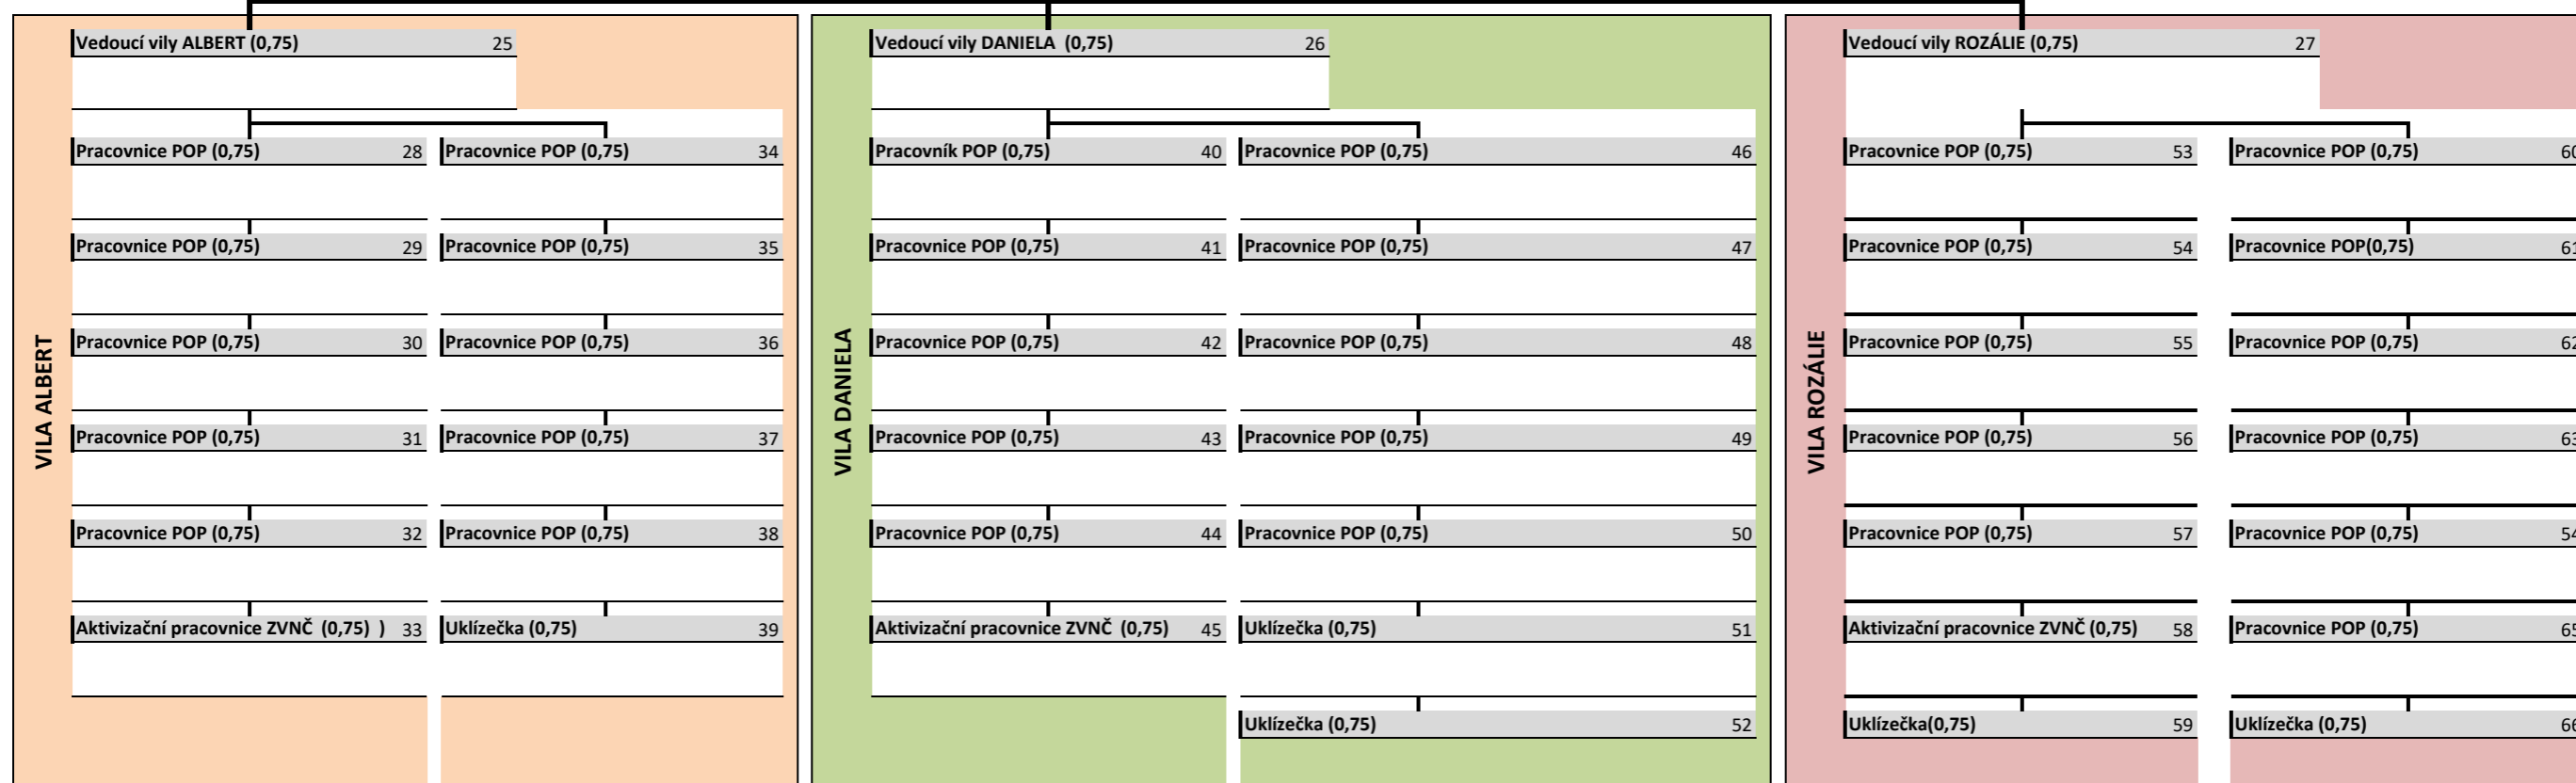 VILA ALBERT
Vedoucí vily ALBERT (0,75) 25
Pracovnice POP (0,75) 28 Pracovnice POP (0,75) 34
Pracovnice POP (0,75) 29 Pracovnice POP (0,75) 35
Pracovnice POP (0,75) 30 Pracovnice POP (0,75) 36
Pracovnice POP (0,75) 31 Pracovnice POP (0,75) 37
Pracovnice POP (0,75) 32 Pracovnice POP (0,75) 38
Aktivizační pracovnice ZVNČ (0,75) ) 33 Uklízečka (0,75) 39
VILA DANIELA
Vedoucí vily DANIELA (0,75) 26
Pracovník POP (0,75) 40 Pracovnice POP (0,75) 46
Pracovnice POP (0,75) 41 Pracovnice POP (0,75) 47
Pracovnice POP (0,75) 42 Pracovnice POP (0,75) 48
Pracovnice POP (0,75) 43 Pracovnice POP (0,75) 49
Pracovnice POP (0,75) 44 Pracovnice POP (0,75) 50
Aktivizační pracovnice ZVNČ (0,75) 45 Uklízečka (0,75) 51
Uklízečka (0,75) 52
VILA ROZÁLIE
Vedoucí vily ROZÁLIE (0,75) 27
Pracovnice POP (0,75) 53 Pracovnice POP (0,75) 60
Pracovnice POP (0,75) 54 Pracovnice POP(0,75) 61
Pracovnice POP (0,75) 55 Pracovnice POP (0,75) 62
Pracovnice POP (0,75) 56 Pracovnice POP (0,75) 63
Pracovnice POP (0,75) 57 Pracovnice POP (0,75) 54
Aktivizační pracovnice ZVNČ (0,75) 58 Pracovnice POP (0,75) 65
Uklízečka(0,75) 59 Uklízečka (0,75) 66